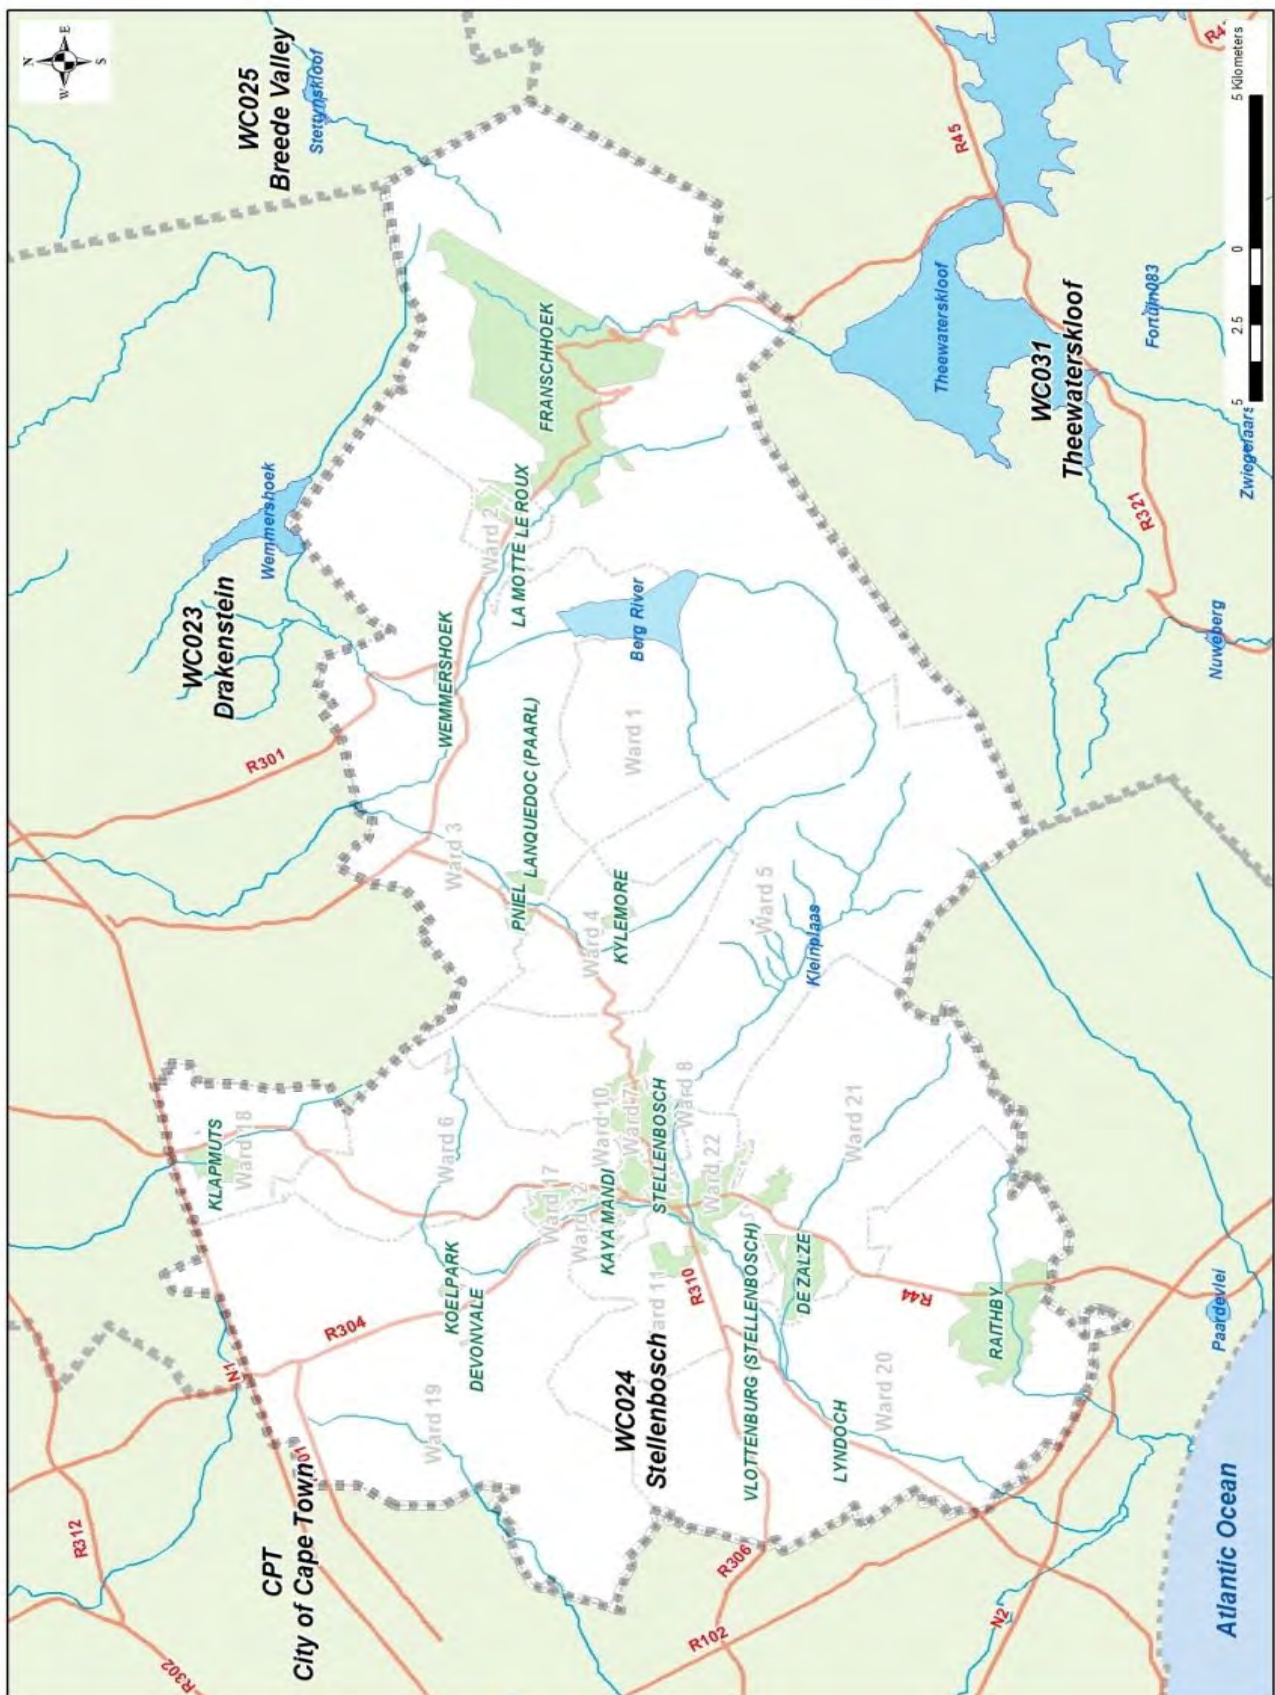 N
W
E
S
R312
R302
KLAPMUTS
WC023
Drakenstein
N1
Ward 18
WC025
Breede Valley
R301
Wemmershoek
CPT
City of Cape Town
Stettynskloof
R304
Ward 19
Ward 6
Ward 3
WEMMERSHOEK
KOELPARK
DEVONVALE
Ward 2
PNIEL
LANQUEDOC (PAARL)
LA MOTTE LE ROUX
FRANSCHHOEK
Ward 17
Ward 12
Ward 4
KAYA MANDI
Ward 10
KYLEMORE
WC024
Stellenbosch
Ward 7
Ward 1
Berg River
ard 11
STELLENBOSCH
Ward 8
R310
R102
R306
Ward 22
VLOTTENBURG (STELLENBOSCH)
Ward 5
DE ZALZE
Kleinplaas
LYNDOCH
Ward 21
Ward 20
R44
Theewaterskloof
R45
RAITHBY
N2
WC031
Theewaterskloof
R321
Fortuin083
Paardevlei
Nuweberg
Atlantic Ocean
Zwiegelaars
5 2.5 0 5 Kilometers